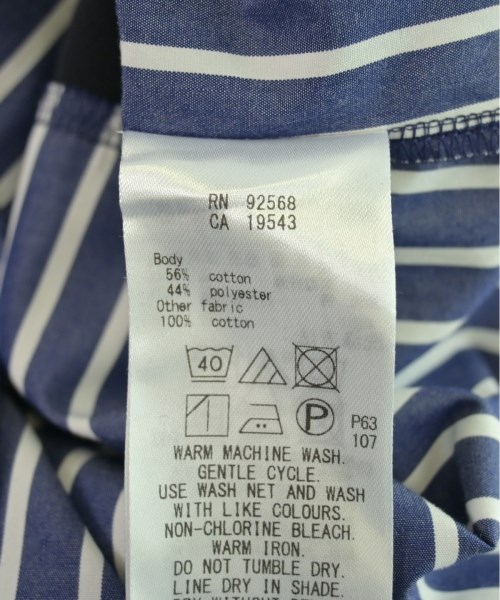 RN 92568
CA 19543
Body
56% cotton
44% polyester
Other fabric
100% cotton
40
P
P63
107
WARM MACHINE WASH.
GENTLE CYCLE.
USE WASH NET AND WASH
WITH LIKE COLOURS.
NON-CHLORINE BLEACH.
WARM IRON.
DO NOT TUMBLE DRY.
LINE DRY IN SHADE.